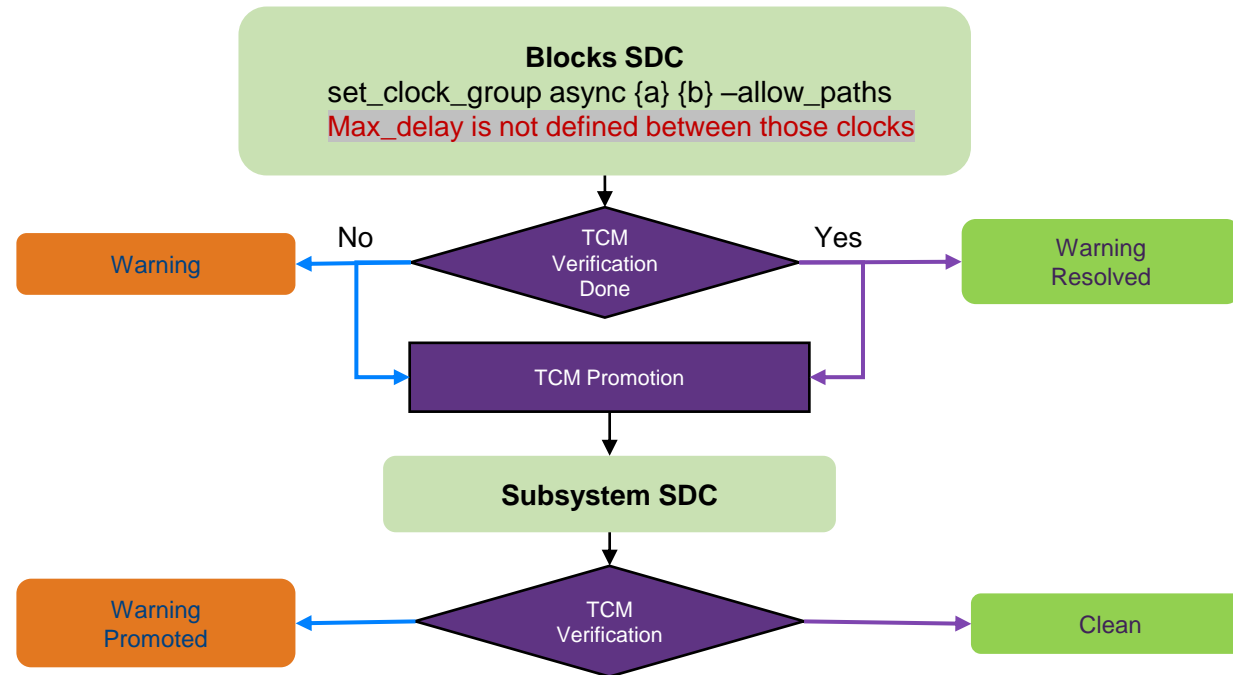 Blocks SDC
set_clock_group async {a} {b} –allow_paths
Max_delay is not defined between those clocks
No
Yes
Warning
TCM
Verification
Done
Warning
Resolved
TCM Promotion
Subsystem SDC
Warning
Promoted
TCM
Verification
Clean